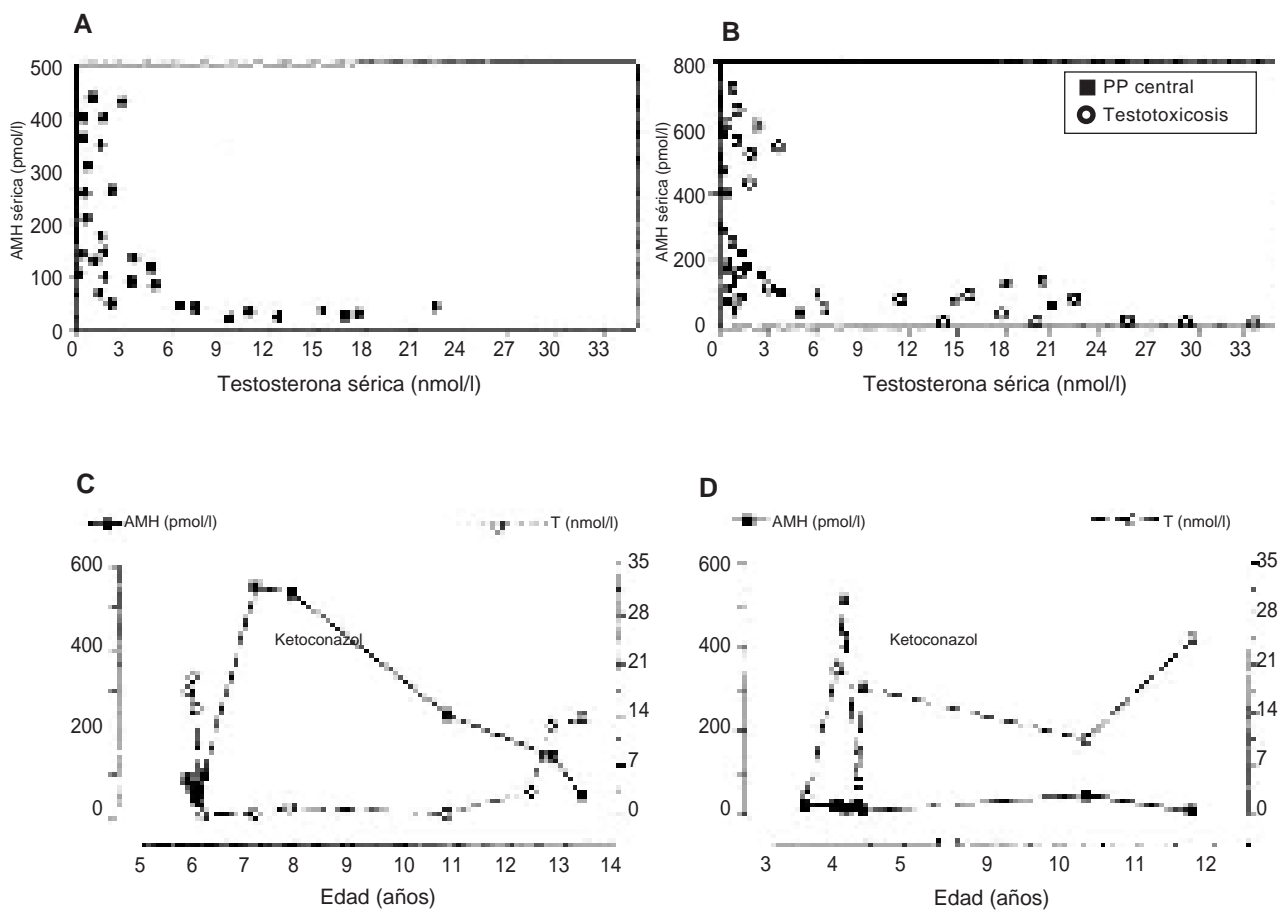 A
500
400
300
200
100
0
AMH sérica (pmol/l)
0 3 6 9 12 15 18 21 24 27 30 33
Testosterona sérica (nmol/l)
B
800
600
400
200
0
AMH sérica (pmol/l)
PP central
Testotoxicosis
0 3 6 9 12 15 18 21 24 27 30 33
Testosterona sérica (nmol/l)
C
AMH (pmol/l)
T (nmol/l)
600
400
200
0
35
28
21
14
7
0
Ketoconazol
5 6 7 8 9 10 11 12 13 14
Edad (años)
D
AMH (pmol/l)
T (nmol/l)
600
400
200
0
35
28
21
14
7
0
Ketoconazol
3 4 5 9 10 11 12
Edad (años)